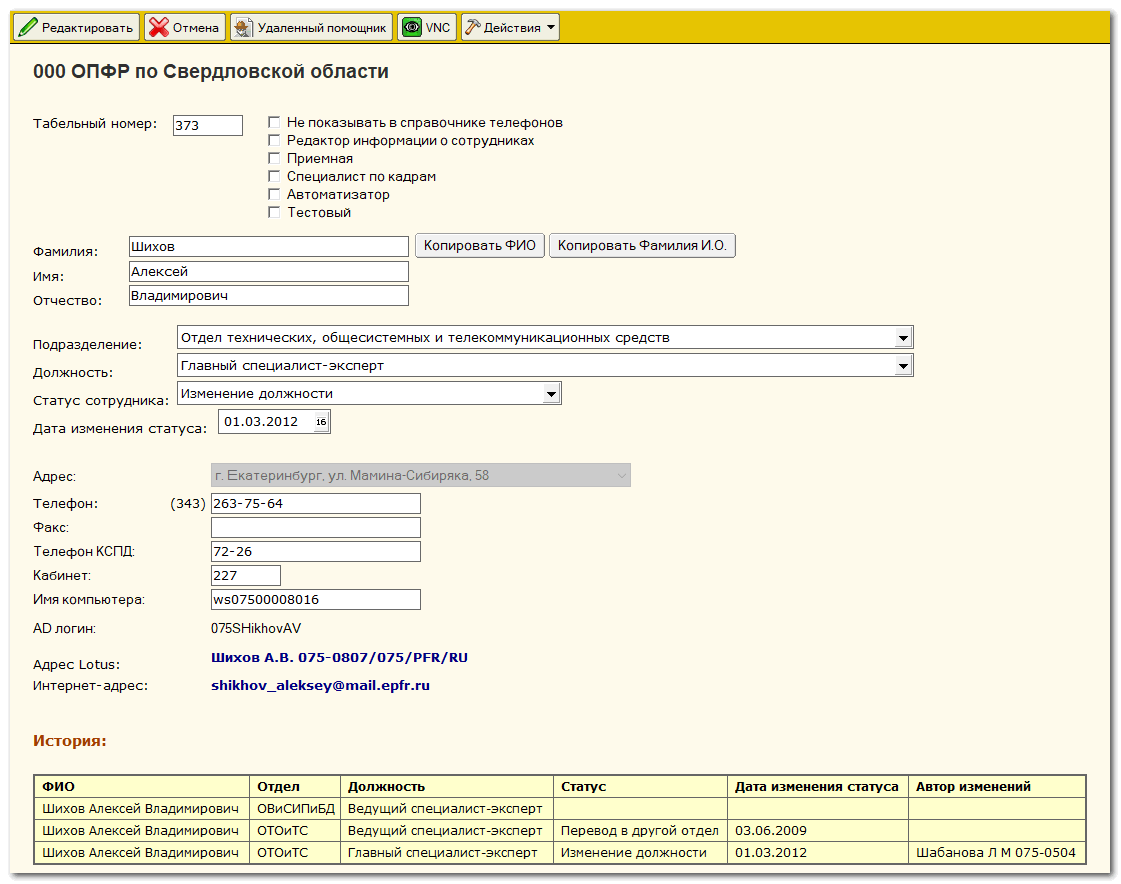 Редактировать Отмена Удаленный помощник VNC Действия
000 ОПФР по Свердловской области
Табельный номер: 373
Не показывать в справочнике телефонов
Редактор информации о сотрудниках
Приемная
Специалист по кадрам
Автоматизатор
Тестовый
Фамилия: Шихов Копировать ФИО Копировать Фамилия И.О.
Имя: Алексей
Отчество: Владимирович
Подразделение: Отдел технических, общесистемных и телекоммуникационных средств
Должность: Главный специалист-эксперт
Статус сотрудника: Изменение должности
Дата изменения статуса: 01.03.2012 16
Адрес: г. Екатеринбург, ул. Мамина-Сибиряка, 58
Телефон: (343) 263-75-64
Факс:
Телефон КСПД: 72-26
Кабинет: 227
Имя компьютера: ws07500008016
AD логин: 075SHikhovAV
Адрес Lotus: Шихов А.В. 075-0807/075/PFR/RU
Интернет-адрес: shikhov_aleksey@mail.epfr.ru
История:
ФИО Отдел Должность Статус Дата изменения статуса Автор изменений
Шихов Алексей Владимирович ОВиСИПиБД Ведущий специалист-эксперт
Шихов Алексей Владимирович ОТОиТС Ведущий специалист-эксперт Перевод в другой отдел 03.06.2009
Шихов Алексей Владимирович ОТОиТС Главный специалист-эксперт Изменение должности 01.03.2012 Шабанова Л М 075-0504